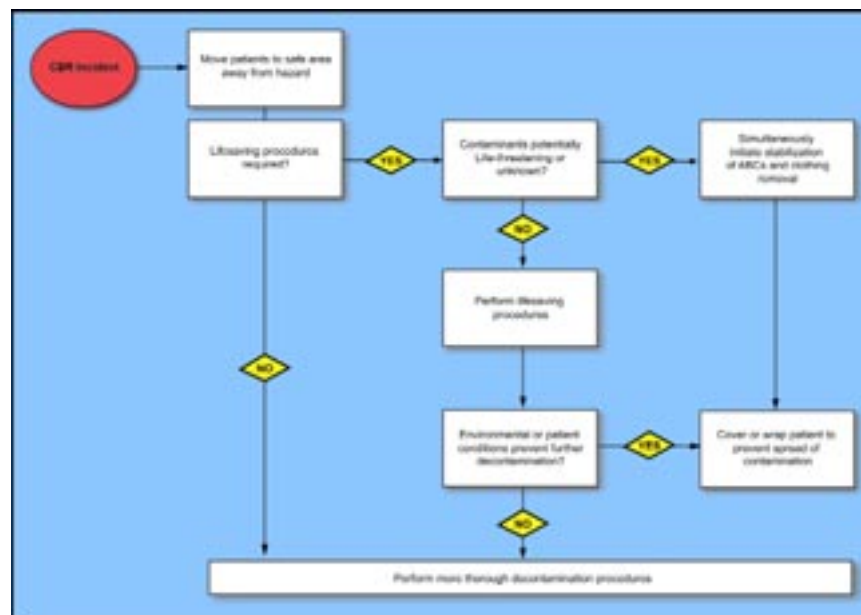 CBR Incident
Move patients to safe area
away from hazard
Lifesaving procedures
required?
YES
Contaminants potentially
Life-threatening or
unknown?
YES
Simultaneously
initiate stabilization
of ABCs and clothing
removal
NO
Perform lifesaving
procedures
NO
Environmental or patient
conditions prevent further
decontamination?
YES
Cover or wrap patient to
prevent spread of
contamination
NO
Perform more thorough decontamination procedures